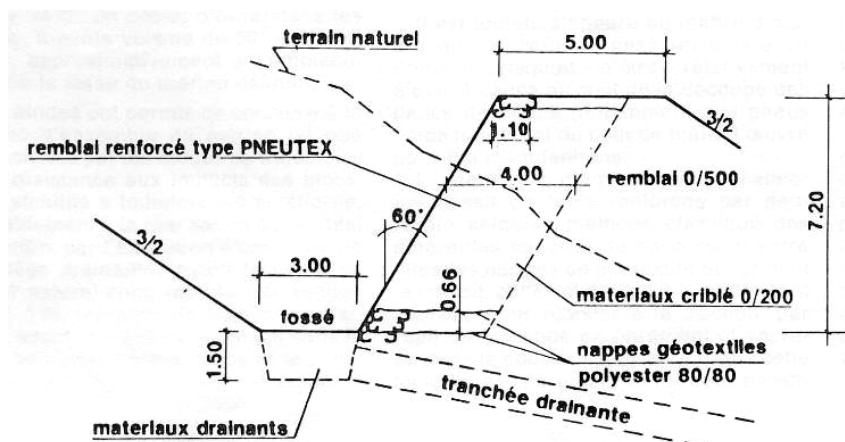 terrain naturel
5.00
1.10
3/2
remblai renforcé type PNEUTEX
4.00
remblai 0/500
7.20
60°
3/2
3.00
0.66
materiaux criblé 0/200
fossé
1.50
nappes géotextiles
polyester 80/80
tranchée drainante
materiaux drainants